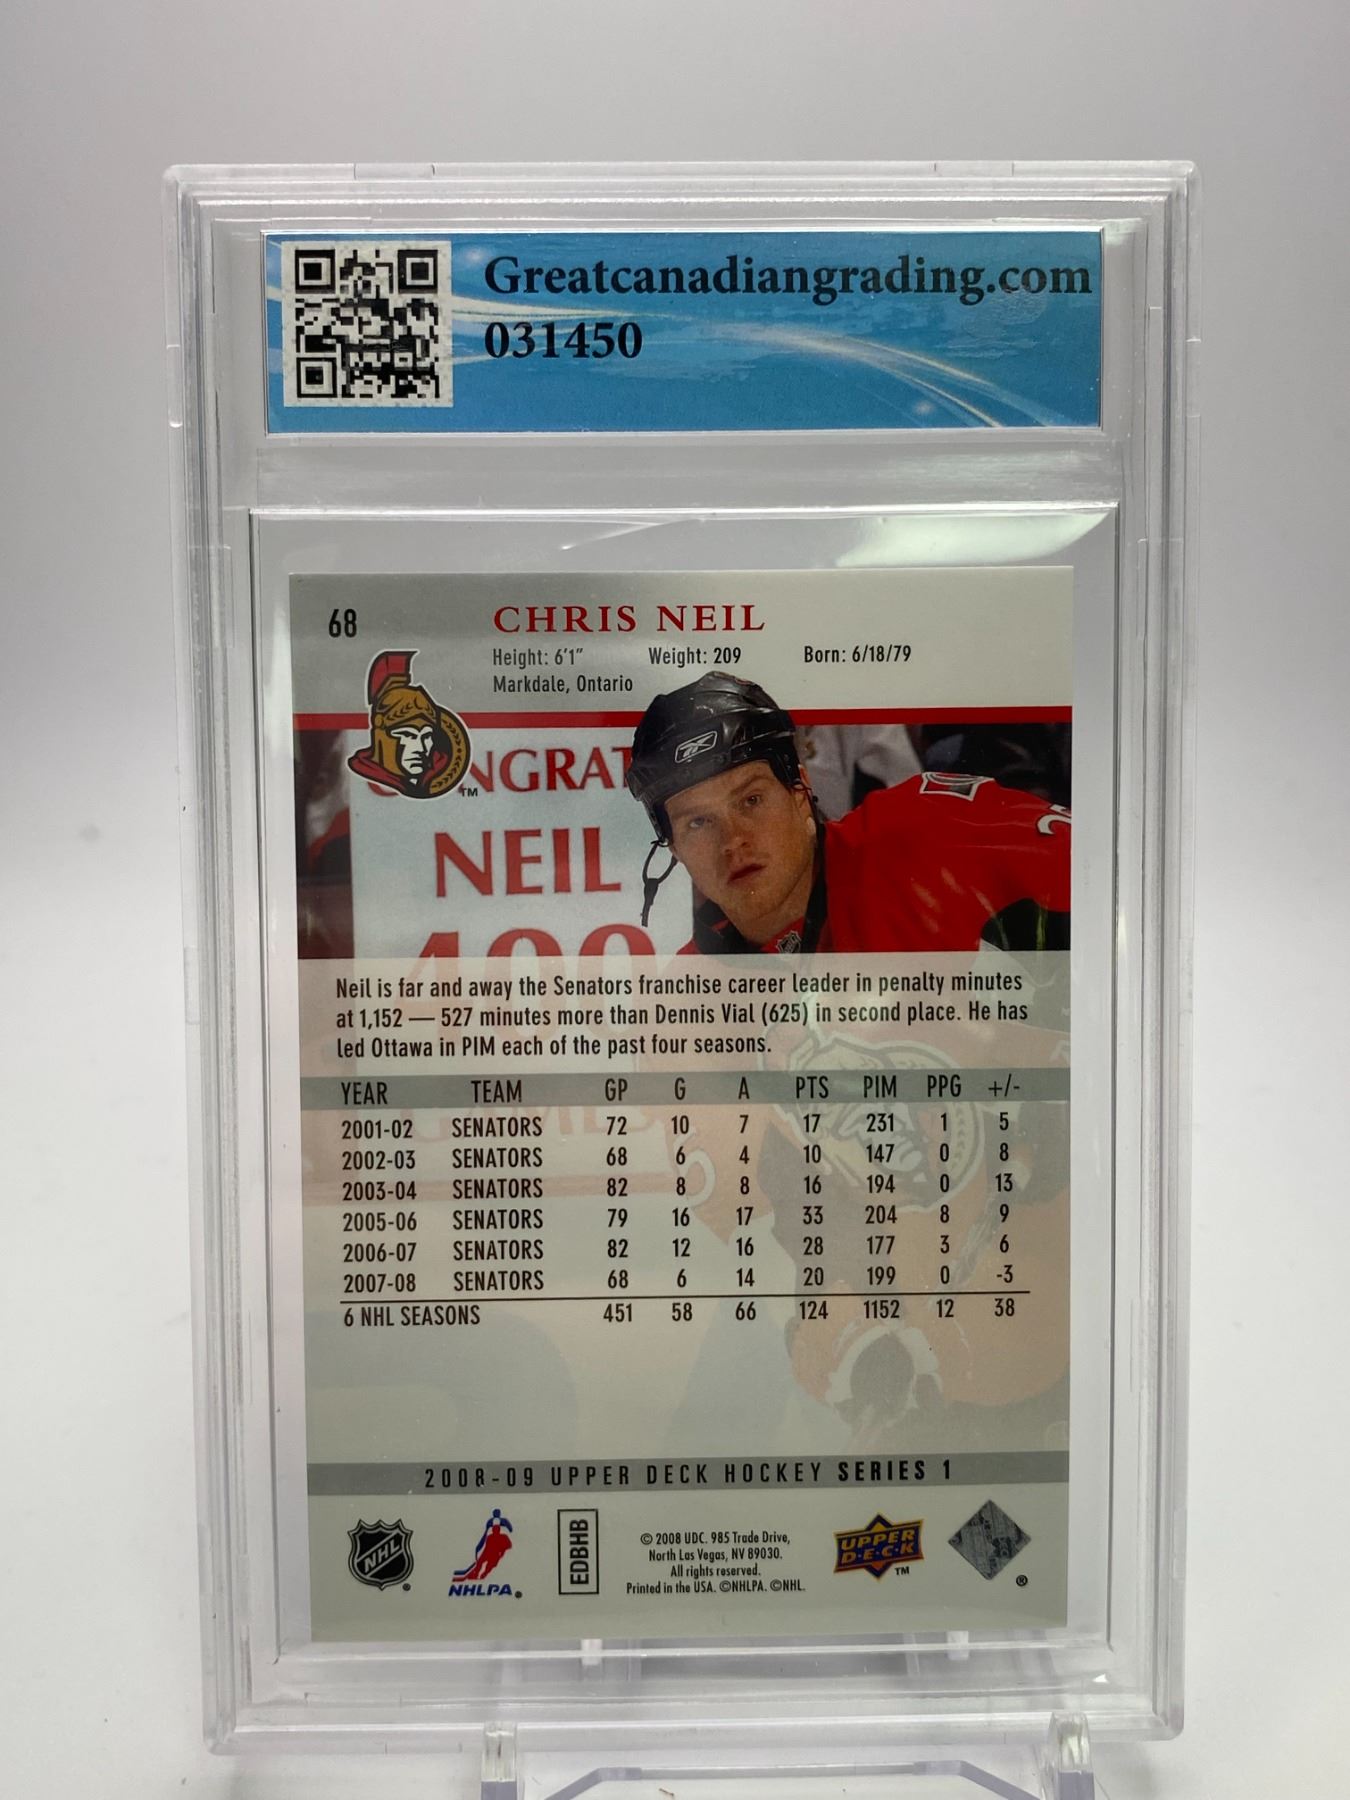 Greatcanadiangrading.com
031450
68
CHRIS NEIL
Height: 6'1" Weight: 209 Born: 6/18/79
Markdale, Ontario
TM
NGRAT
NEIL
400
Neil is far and away the Senators franchise career leader in penalty minutes
at 1,152 — 527 minutes more than Dennis Vial (625) in second place. He has
led Ottawa in PIM each of the past four seasons.
YEAR TEAM GP G A PTS PIM PPG +/-
2001-02 SENATORS 72 10 7 17 231 1 5
2002-03 SENATORS 68 6 4 10 147 0 8
2003-04 SENATORS 82 8 8 16 194 0 13
2005-06 SENATORS 79 16 17 33 204 8 9
2006-07 SENATORS 82 12 16 28 177 3 6
2007-08 SENATORS 68 6 14 20 199 0 -3
6 NHL SEASONS 451 58 66 124 1152 12 38
2008-09 UPPER DECK HOCKEY SERIES 1
NHL ®
NHLPA ®
EDBHB
© 2008 UDC. 985 Trade Drive,
North Las Vegas, NV 89030.
All rights reserved.
Printed in the USA. ©NHLPA. ©NHL.
UPPER
D·E·C·K
TM
®